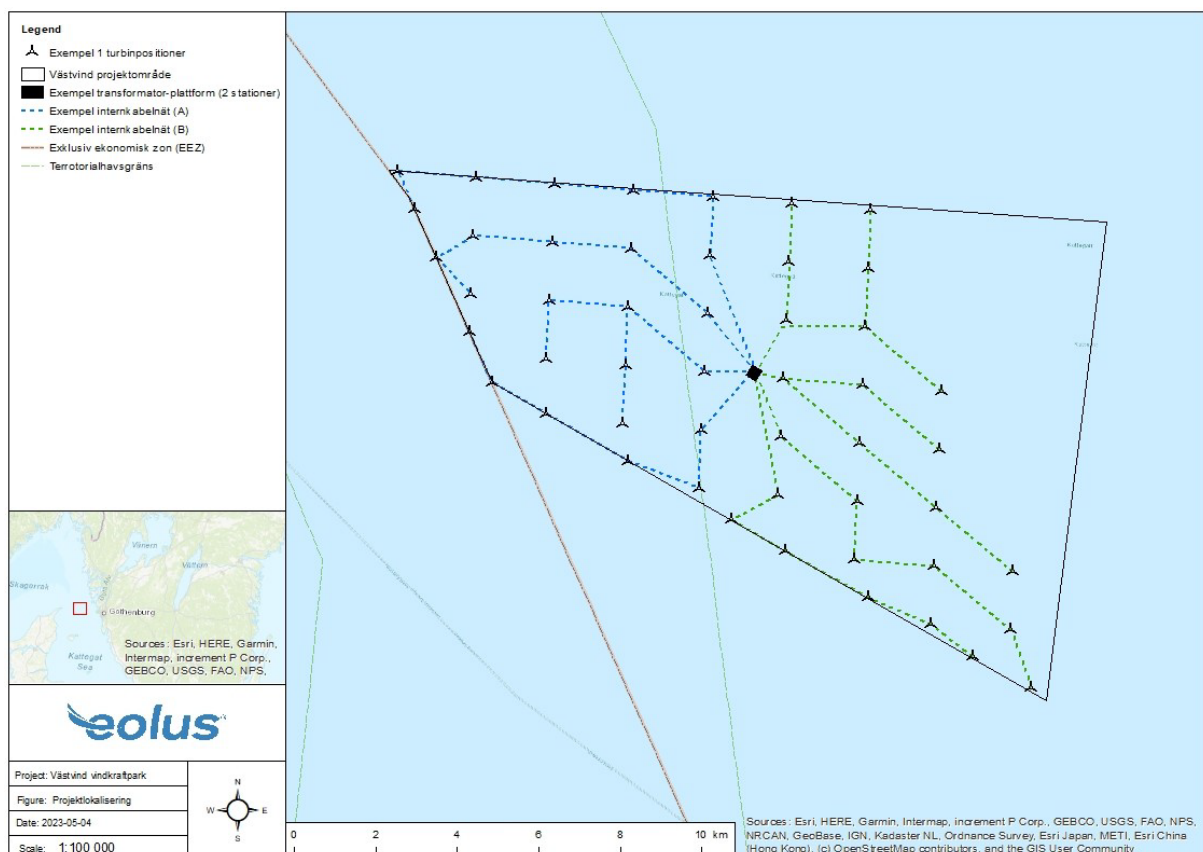 Legend
Exempel 1 turbinpositioner
Västvind projektområde
Exempel transformator-plattform (2 stationer)
Exempel internkabelnät (A)
Exempel internkabelnät (B)
Exklusiv ekonomisk zon (EEZ)
Terrotorialhavsgräns
Kattegat
Kattegat
Kattegat
Skagerrak
Vänern
Vättern
Gothenburg
Kattegat
Sea
Sources: Esri, HERE, Garmin,
Intermap, increment P Corp.,
GEBCO, USGS, FAO, NPS,
eolus
Project: Västvind vindkraftpark
Figure: Projektlokalisering
Date: 2023-05-04
Scale: 1:100 000
N
W
E
S
0 2 4 6 8 10 km
Sources: Esri, HERE, Garmin, Intermap, increment P Corp., GEBCO, USGS, FAO, NPS,
NRCAN, GeoBase, IGN, Kadaster NL, Ordnance Survey, Esri Japan, METI, Esri China
(Hong Kong), (c) OpenStreetMap contributors, and the GIS User Community